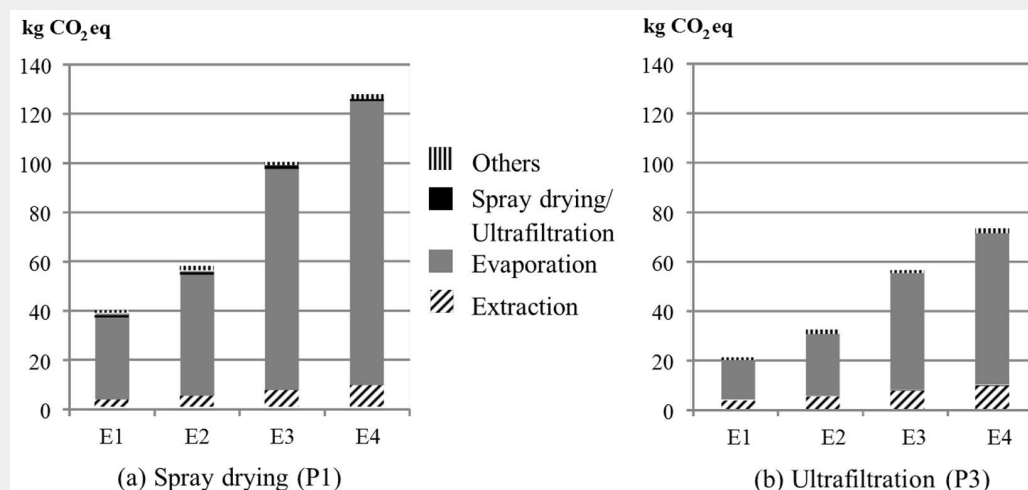 kg CO₂eq
140
120
100
80
60
40
20
0
E1 E2 E3 E4
(a) Spray drying (P1)
Others
Spray drying/
Ultrafiltration
Evaporation
Extraction
kg CO₂eq
140
120
100
80
60
40
20
0
E1 E2 E3 E4
(b) Ultrafiltration (P3)